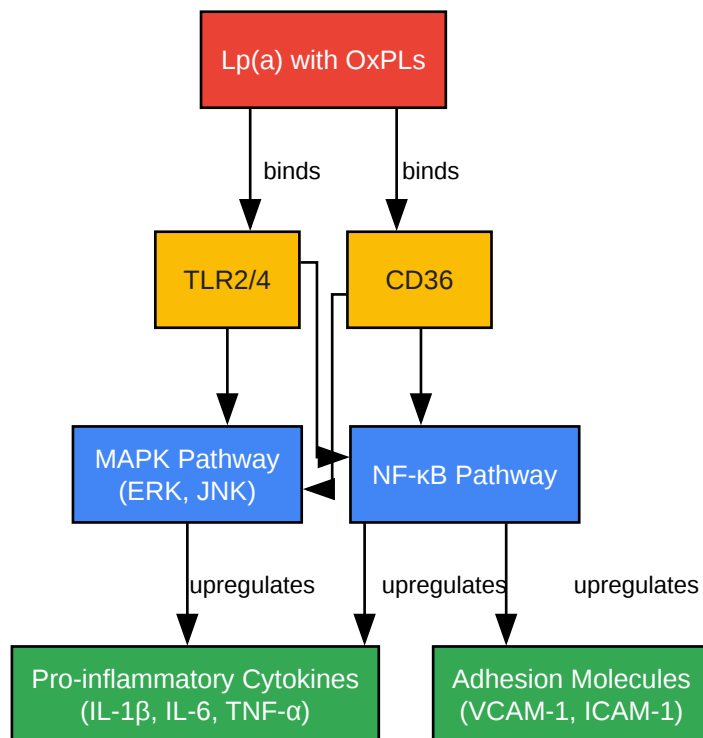 Lp(a) with OxPLs
binds
binds
TLR2/4
CD36
MAPK Pathway
(ERK, JNK)
NF-κB Pathway
upregulates
upregulates
upregulates
Pro-inflammatory Cytokines
(IL-1β, IL-6, TNF-α)
Adhesion Molecules
(VCAM-1, ICAM-1)